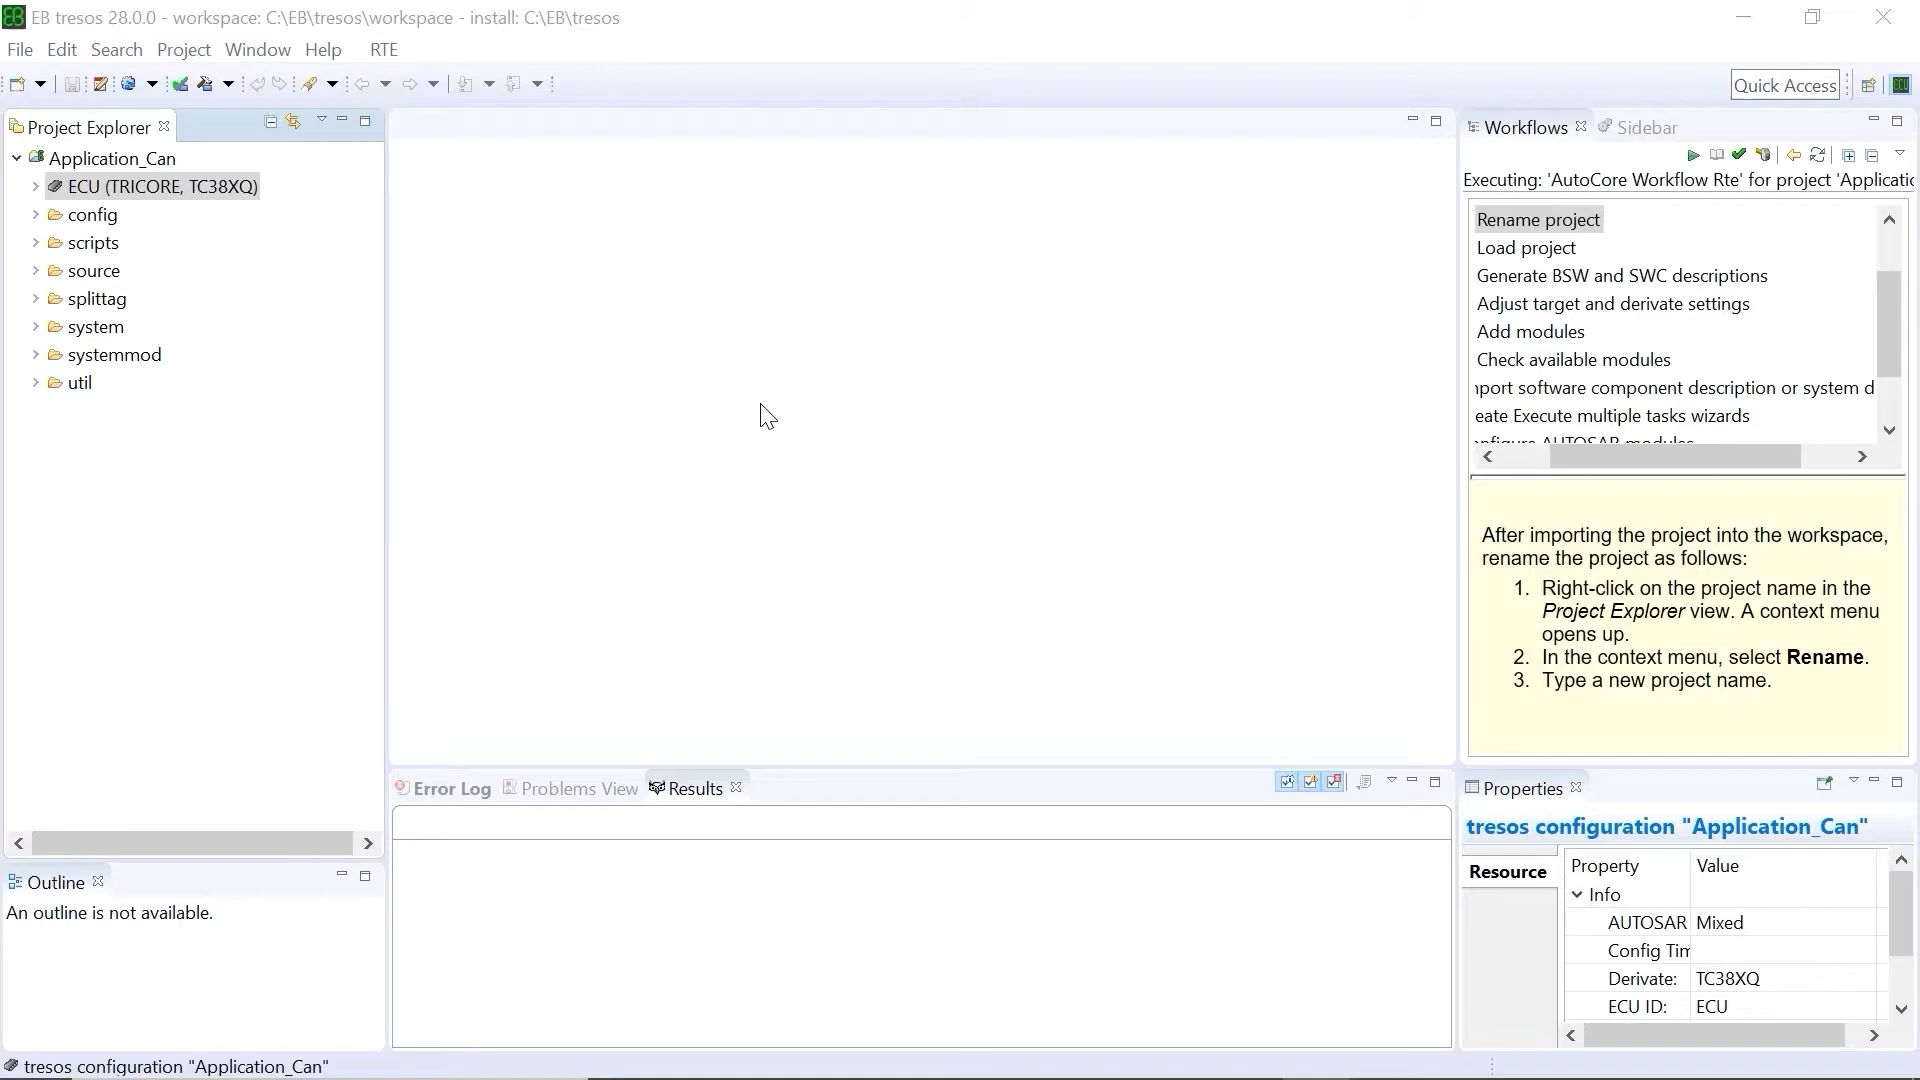 EB tresos 28.0.0 - workspace: C:\EB\tresos\workspace - install: C:\EB\tresos
File Edit Search Project Window Help RTE
Quick Access
Project Explorer
Application_Can
ECU (TRICORE, TC38XQ)
config
scripts
source
splittag
system
systemmod
util
Outline
An outline is not available.
Error Log Problems View Results
Workflows Sidebar
Executing: 'AutoCore Workflow Rte' for project 'Applicatic
Rename project
Load project
Generate BSW and SWC descriptions
Adjust target and derivate settings
Add modules
Check available modules
nport software component description or system d
eate Execute multiple tasks wizards
onfigure AUTOSAR modules
After importing the project into the workspace,
rename the project as follows:
1. Right-click on the project name in the
Project Explorer view. A context menu
opens up.
2. In the context menu, select Rename.
3. Type a new project name.
Properties
tresos configuration "Application_Can"
Resource
Property Value
Info
AUTOSAR Mixed
Config Tim
Derivate: TC38XQ
ECU ID: ECU
tresos configuration "Application_Can"